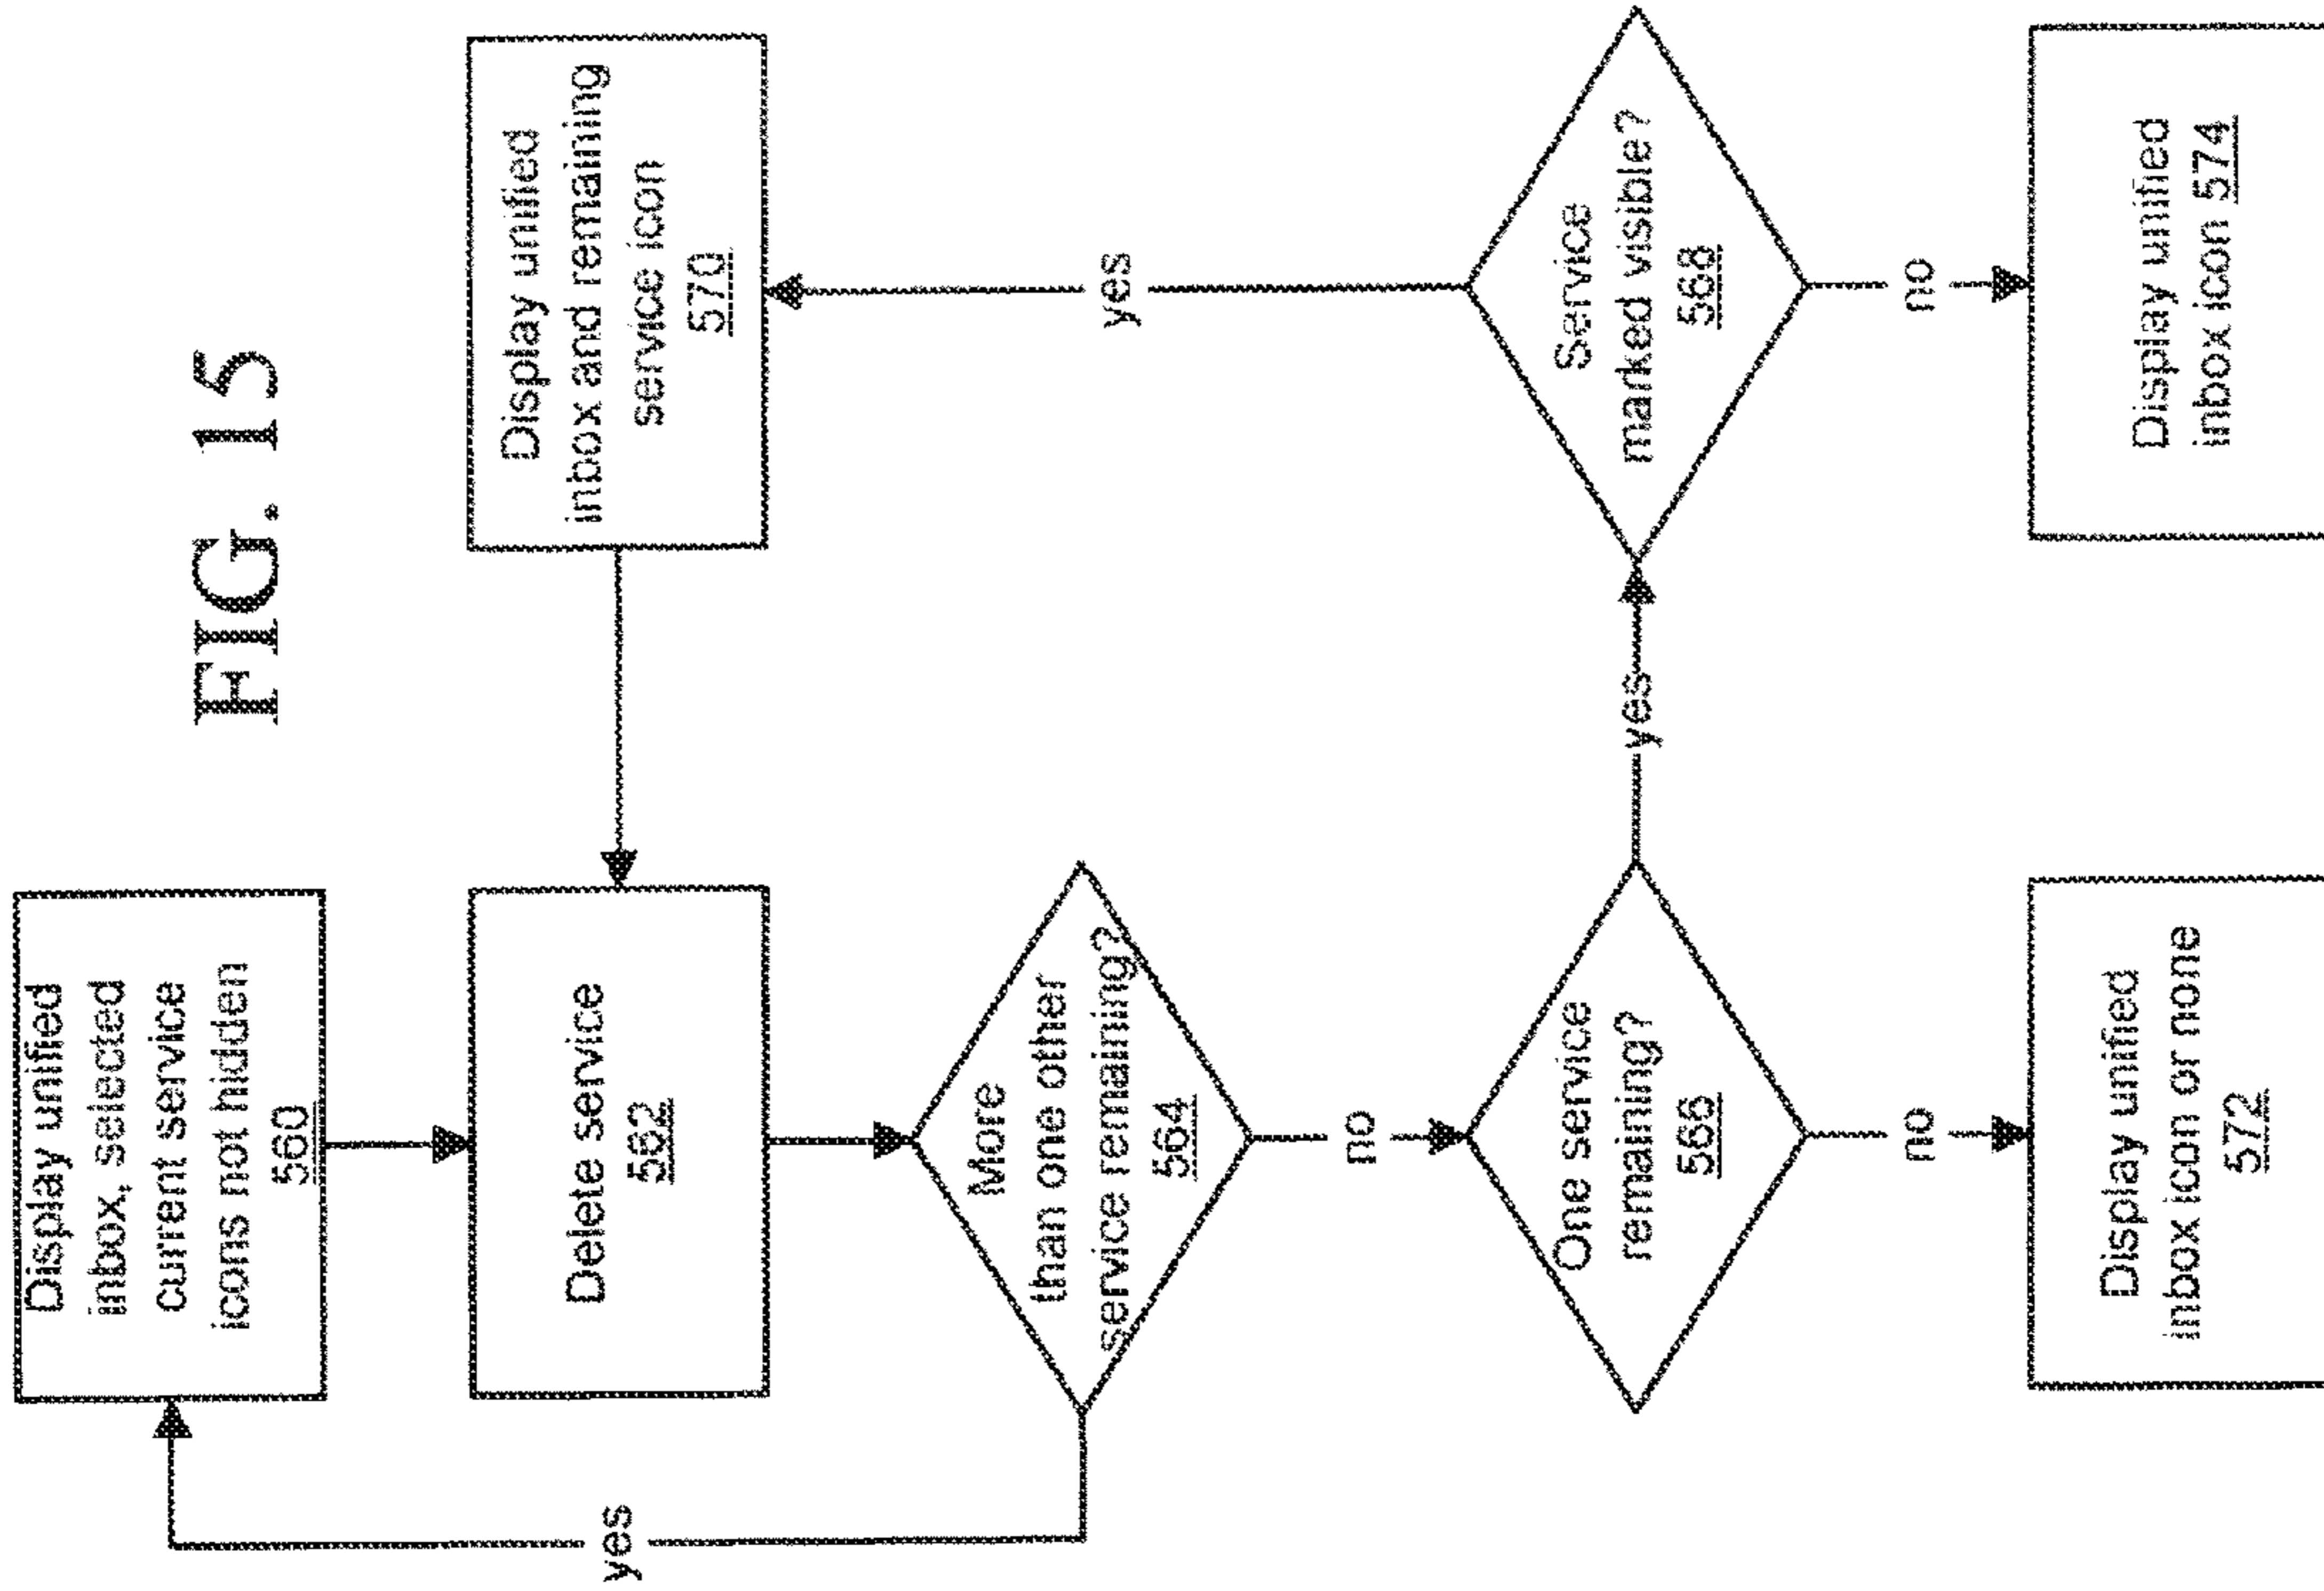 FIG. 15
Display unified
inbox, selected
current service
icons not hidden
560
Delete service
562
Display unified
inbox and remaining
service icon
570
yes
More
than one other
service remaining?
564
no
yes
One service
remaining?
566
yes
Service
marked visible?
568
no
no
Display unified
inbox icon or none
572
Display unified
inbox icon 574